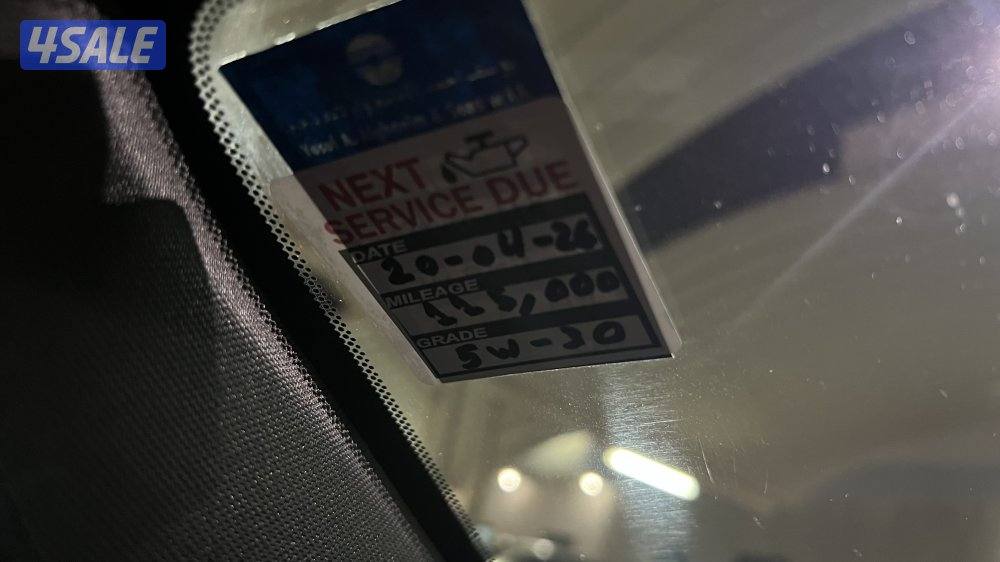 4SALE
NEXT
SERVICE DUE
DATE
20-04-26
MILEAGE
115,000
GRADE
5W-30